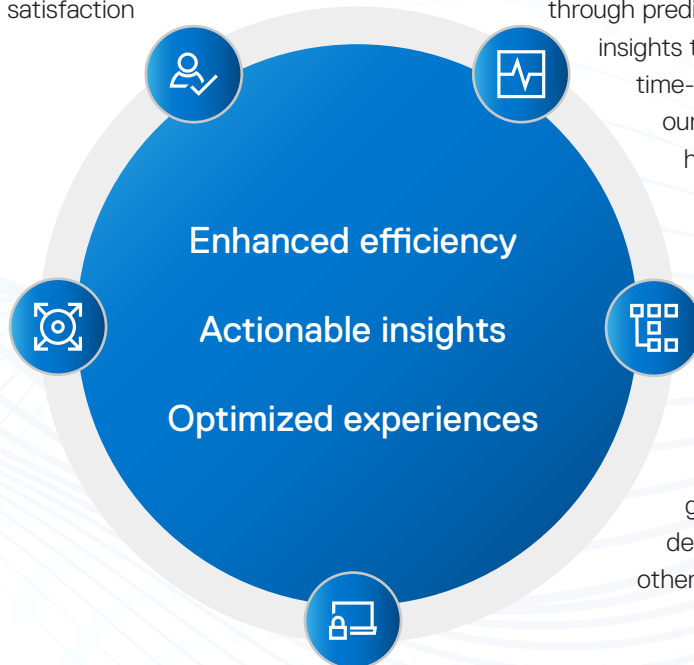 satisfaction
through predi
insights t
time-
our
h
Enhanced efficiency
Actionable insights
Optimized experiences
g
de
other